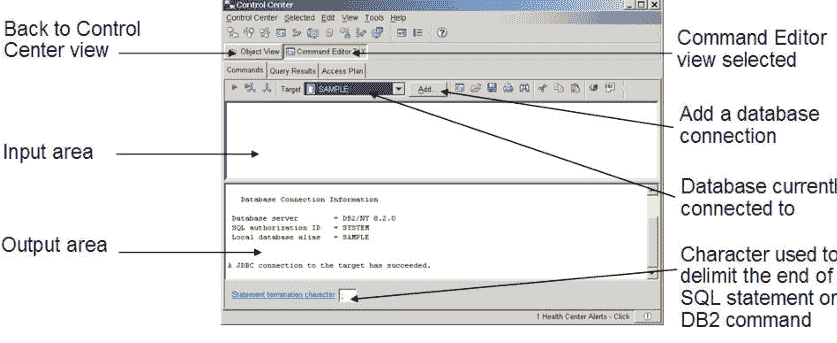 Control Center
Control Center Selected Edit View Tools Help
Back to Control
Center view
Object View
Command Editor 1
Command Editor
view selected
Commands Query Results Access Plan
Target SAMPLE Add...
Add a database
connection
Input area
Database currentl
connected to
Database Connection Information
Database server = DB2/NT 8.2.0
SQL authorization ID = SYSTEM
Local database alias = SAMPLE
Output area
A JDBC connection to the target has succeeded.
Character used to
delimit the end of
SQL statement or
DB2 command
Statement termination character ;
1 Health Center Alerts - Click